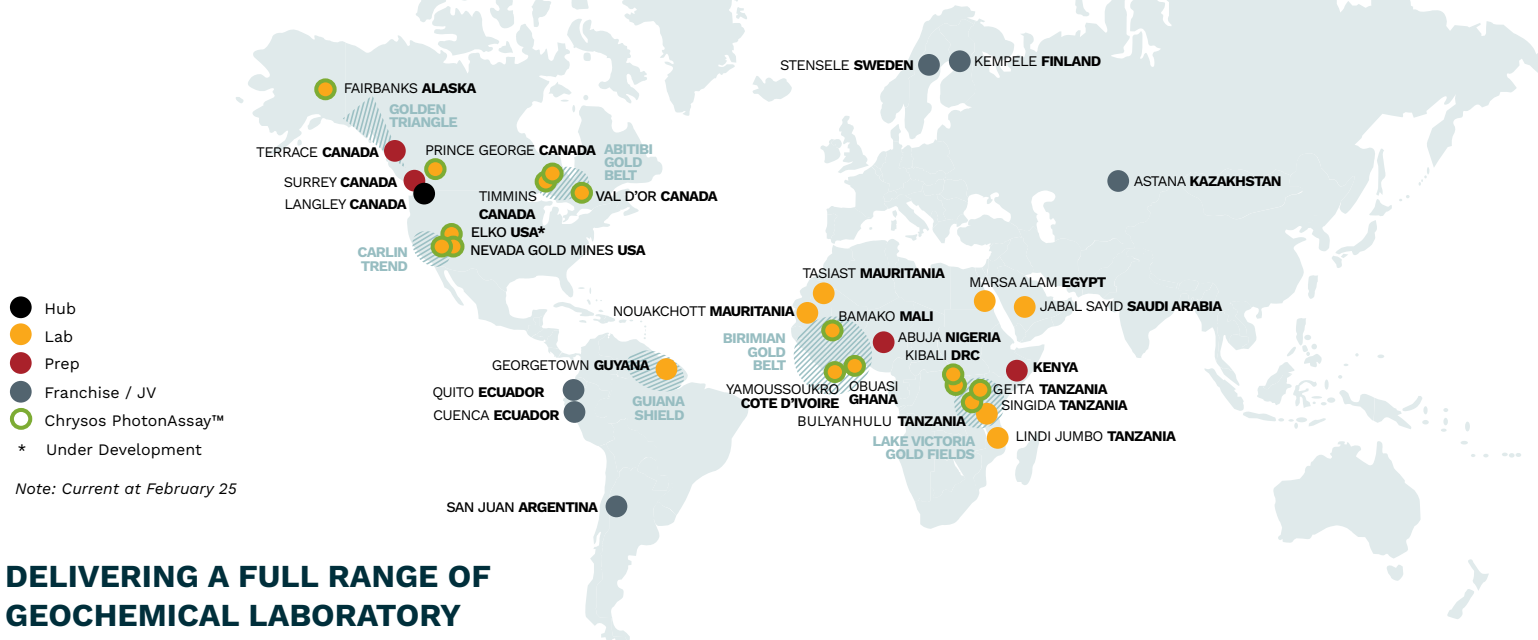 STENSELE SWEDEN
KEMPELE FINLAND
FAIRBANKS ALASKA
GOLDEN
TRIANGLE
TERRACE CANADA
PRINCE GEORGE CANADA
ABITIBI
GOLD
BELT
SURREY CANADA
LANGLEY CANADA
TIMMINS
CANADA
VAL D'OR CANADA
ASTANA KAZAKHSTAN
ELKO USA*
NEVADA GOLD MINES USA
CARLIN
TREND
TASIAST MAURITANIA
MARSA ALAM EGYPT
NOUAKCHOTT MAURITANIA
JABAL SAYID SAUDI ARABIA
BAMAKO MALI
BIRIMIAN
GOLD
BELT
ABUJA NIGERIA
KIBALI DRC
KENYA
GEORGETOWN GUYANA
QUITO ECUADOR
CUENCA ECUADOR
GUIANA
SHIELD
YAMOUSSOUKRO
COTE D'IVOIRE
OBUASI
GHANA
GEITA TANZANIA
SINGIDA TANZANIA
BULYANHULU TANZANIA
LINDI JUMBO TANZANIA
LAKE VICTORIA
GOLD FIELDS
SAN JUAN ARGENTINA
Hub
Lab
Prep
Franchise / JV
Chrysos PhotonAssay™
* Under Development
Note: Current at February 25
DELIVERING A FULL RANGE OF
GEOCHEMICAL LABORATORY